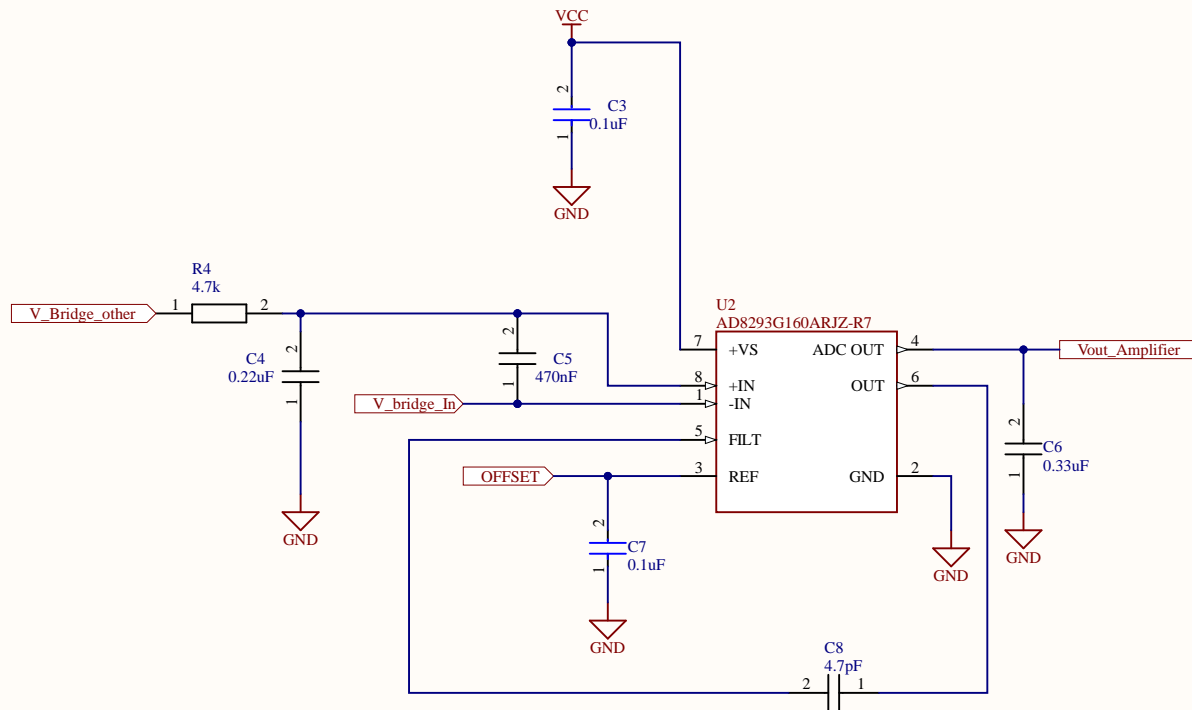 VCC
2
C3
0.1uF
1
GND
R4
4.7k
V_Bridge_other
1
2
2
C4
0.22uF
1
GND
2
C5
470nF
1
V_bridge_In
U2
AD8293G160ARJZ-R7
7
+VS
ADC OUT
4
Vout_Amplifier
8
+IN
OUT
6
1
-IN
5
FILT
OFFSET
3
REF
GND
2
2
C6
0.33uF
1
GND
GND
2
C7
0.1uF
1
GND
C8
4.7pF
2
1